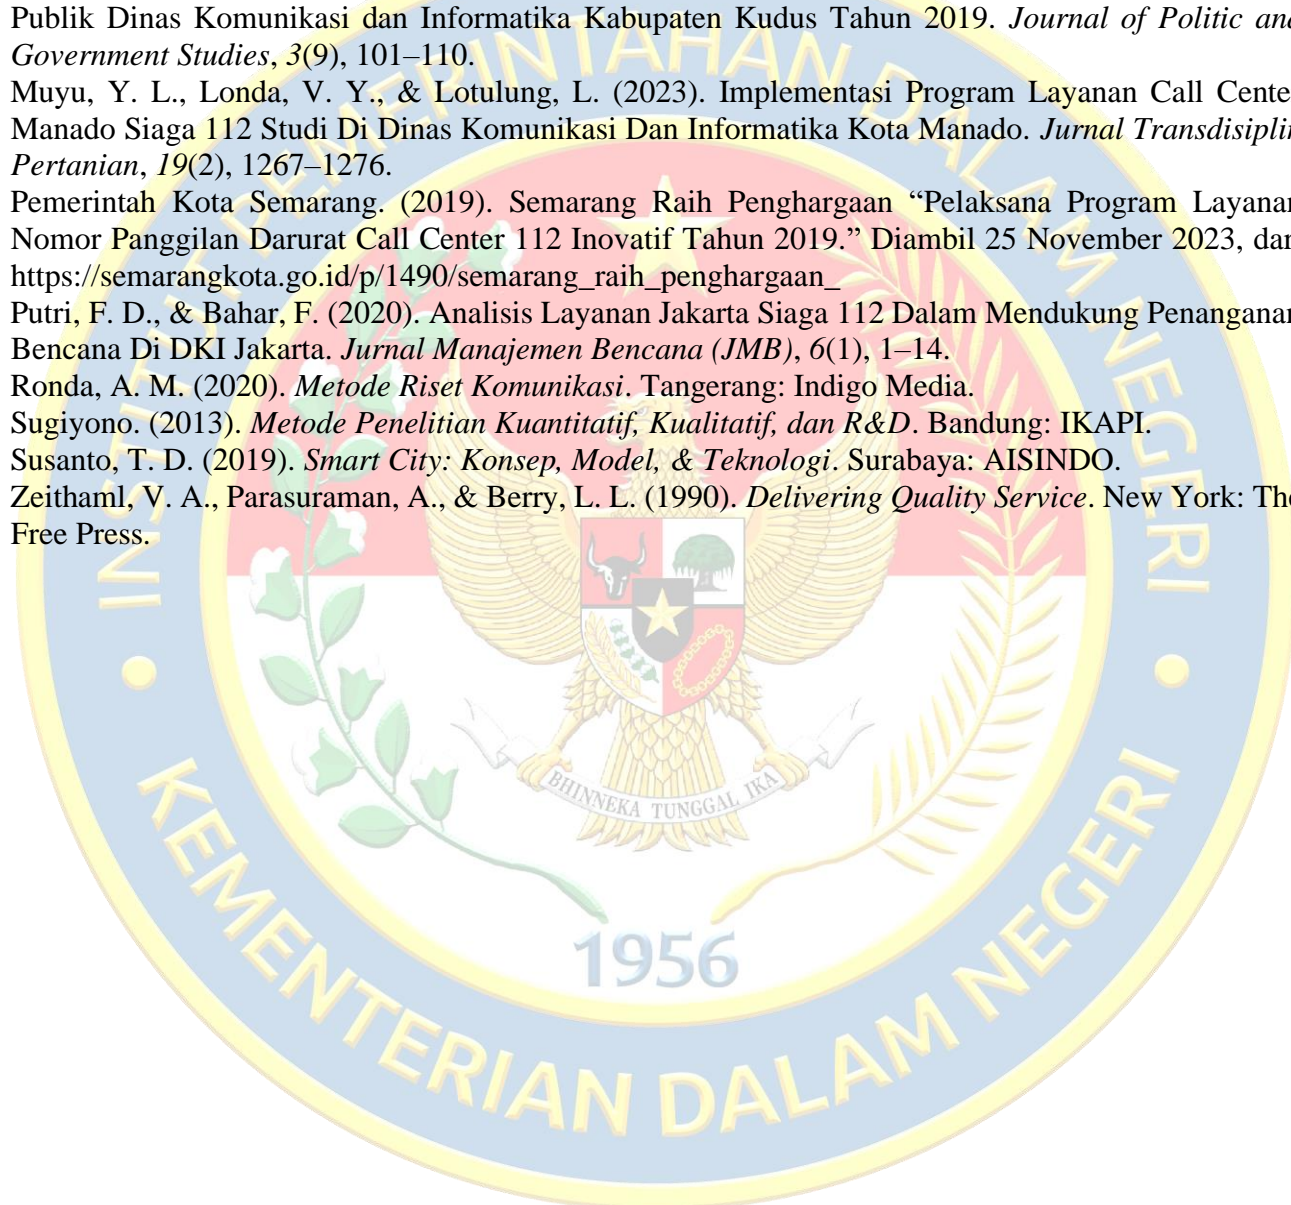 Publik Dinas Komunikasi dan Informatika Kabupaten Kudus Tahun 2019. Journal of Politic and
Government Studies, 3(9), 101–110.
Muyu, Y. L., Londa, V. Y., & Lotulung, L. (2023). Implementasi Program Layanan Call Cente
Manado Siaga 112 Studi Di Dinas Komunikasi Dan Informatika Kota Manado. Jurnal Transdisiplin
Pertanian, 19(2), 1267–1276.
Pemerintah Kota Semarang. (2019). Semarang Raih Penghargaan “Pelaksana Program Layanan
Nomor Panggilan Darurat Call Center 112 Inovatif Tahun 2019.” Diambil 25 November 2023, dari
https://semarangkota.go.id/p/1490/semarang_raih_penghargaan_
Putri, F. D., & Bahar, F. (2020). Analisis Layanan Jakarta Siaga 112 Dalam Mendukung Penanganan
Bencana Di DKI Jakarta. Jurnal Manajemen Bencana (JMB), 6(1), 1–14.
Ronda, A. M. (2020). Metode Riset Komunikasi. Tangerang: Indigo Media.
Sugiyono. (2013). Metode Penelitian Kuantitatif, Kualitatif, dan R&D. Bandung: IKAPI.
Susanto, T. D. (2019). Smart City: Konsep, Model, & Teknologi. Surabaya: AISINDO.
Zeithaml, V. A., Parasuraman, A., & Berry, L. L. (1990). Delivering Quality Service. New York: The
Free Press.
INSTITUT PEMERINTAHAN DALAM NEGERI
BHINNEKA TUNGGAL IKA
1956
KEMENTERIAN DALAM NEGERI